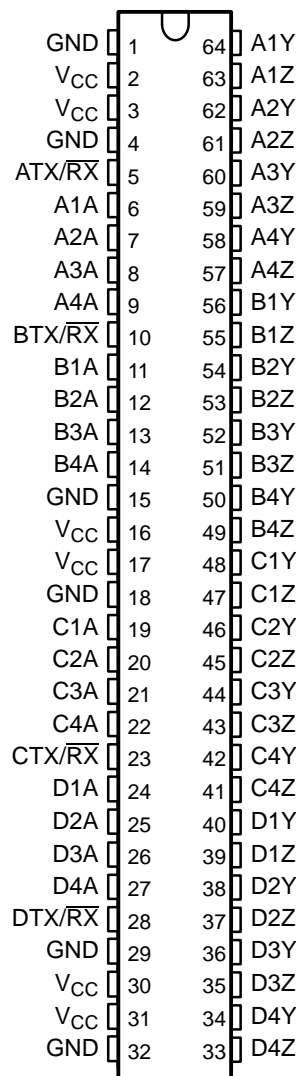 GND 1 64 A1Y
VCC 2 63 A1Z
VCC 3 62 A2Y
GND 4 61 A2Z
ATX/R̅X̅ 5 60 A3Y
A1A 6 59 A3Z
A2A 7 58 A4Y
A3A 8 57 A4Z
A4A 9 56 B1Y
BTX/R̅X̅ 10 55 B1Z
B1A 11 54 B2Y
B2A 12 53 B2Z
B3A 13 52 B3Y
B4A 14 51 B3Z
GND 15 50 B4Y
VCC 16 49 B4Z
VCC 17 48 C1Y
GND 18 47 C1Z
C1A 19 46 C2Y
C2A 20 45 C2Z
C3A 21 44 C3Y
C4A 22 43 C3Z
CTX/R̅X̅ 23 42 C4Y
D1A 24 41 C4Z
D2A 25 40 D1Y
D3A 26 39 D1Z
D4A 27 38 D2Y
DTX/R̅X̅ 28 37 D2Z
GND 29 36 D3Y
VCC 30 35 D3Z
VCC 31 34 D4Y
GND 32 33 D4Z